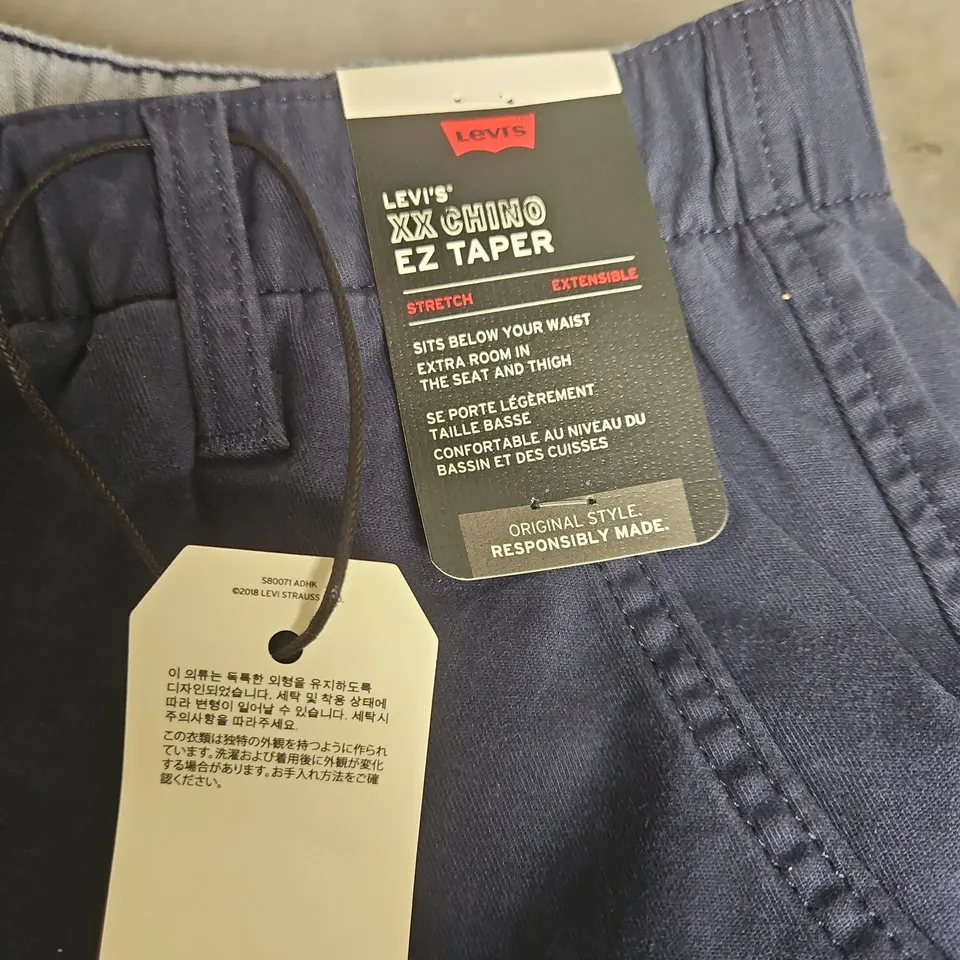 Levi's
LEVI'S®
XX CHINO
EZ TAPER
STRETCH
EXTENSIBLE
SITS BELOW YOUR WAIST
EXTRA ROOM IN
THE SEAT AND THIGH
SE PORTE LÉGÈREMENT
TAILLE BASSE
CONFORTABLE AU NIVEAU DU
BASSIN ET DES CUISSES
ORIGINAL STYLE.
RESPONSIBLY MADE.
S80071 ADHK
©2018 LEVI STRAUSS
이 의류는 독특한 외형을 유지하도록
디자인되었습니다. 세탁 및 착용 상태에
따라 변형이 일어날 수 있습니다. 세탁시
주의사항을 따라주세요.
この衣類は独特の外観を持つように作られ
ています。洗濯および着用後に外観が変化
する場合があります。お手入れ方法をご確
認ください。